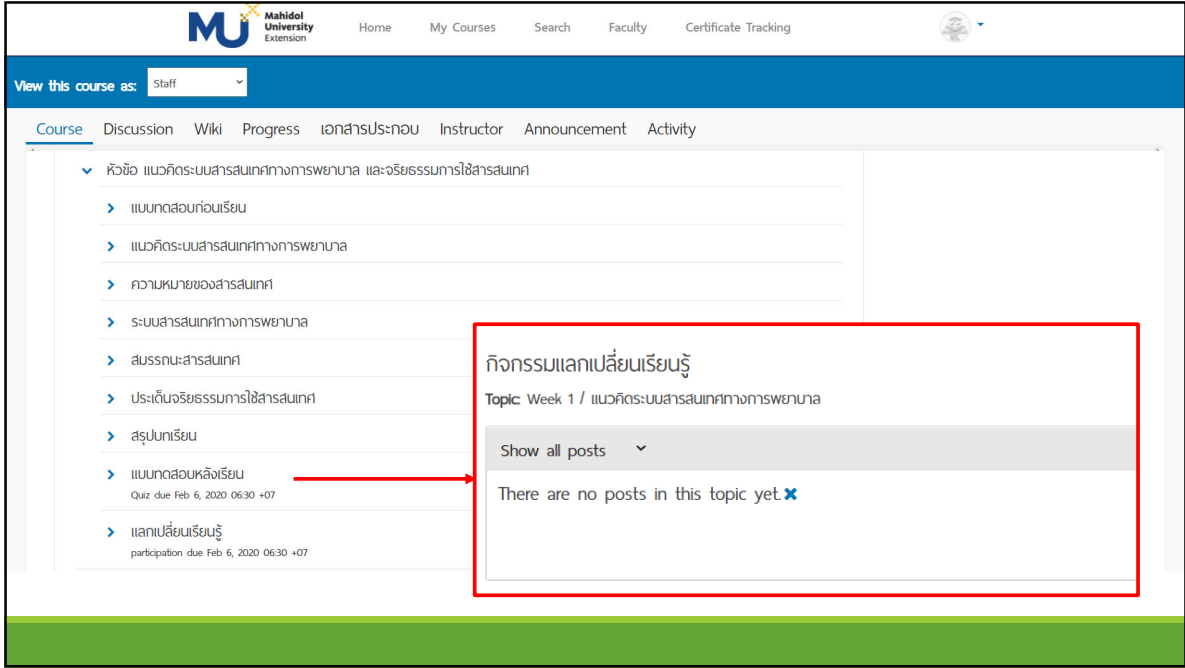 Mahidol
University
Extension
MU
Home My Courses Search Faculty Certificate Tracking
View this course as: Staff
Course Discussion Wiki Progress เอกสารประกอบ Instructor Announcement Activity
หัวข้อ แนวคิดระบบสารสนเทศทางการพยาบาล และจริยธรรมการใช้สารสนเทศ
แบบทดสอบก่อนเรียน
แนวคิดระบบสารสนเทศทางการพยาบาล
ความหมายของสารสนเทศ
ระบบสารสนเทศทางการพยาบาล
สมรรถนะสารสนเทศ
ประเด็นจริยธรรมการใช้สารสนเทศ
สรุปบทเรียน
แบบทดสอบหลังเรียน
Quiz due Feb 6, 2020 06:30 +07
แลกเปลี่ยนเรียนรู้
participation due Feb 6, 2020 06:30 +07
กิจกรรมแลกเปลี่ยนเรียนรู้
Topic: Week 1 / แนวคิดระบบสารสนเทศทางการพยาบาล
Show all posts
There are no posts in this topic yet.